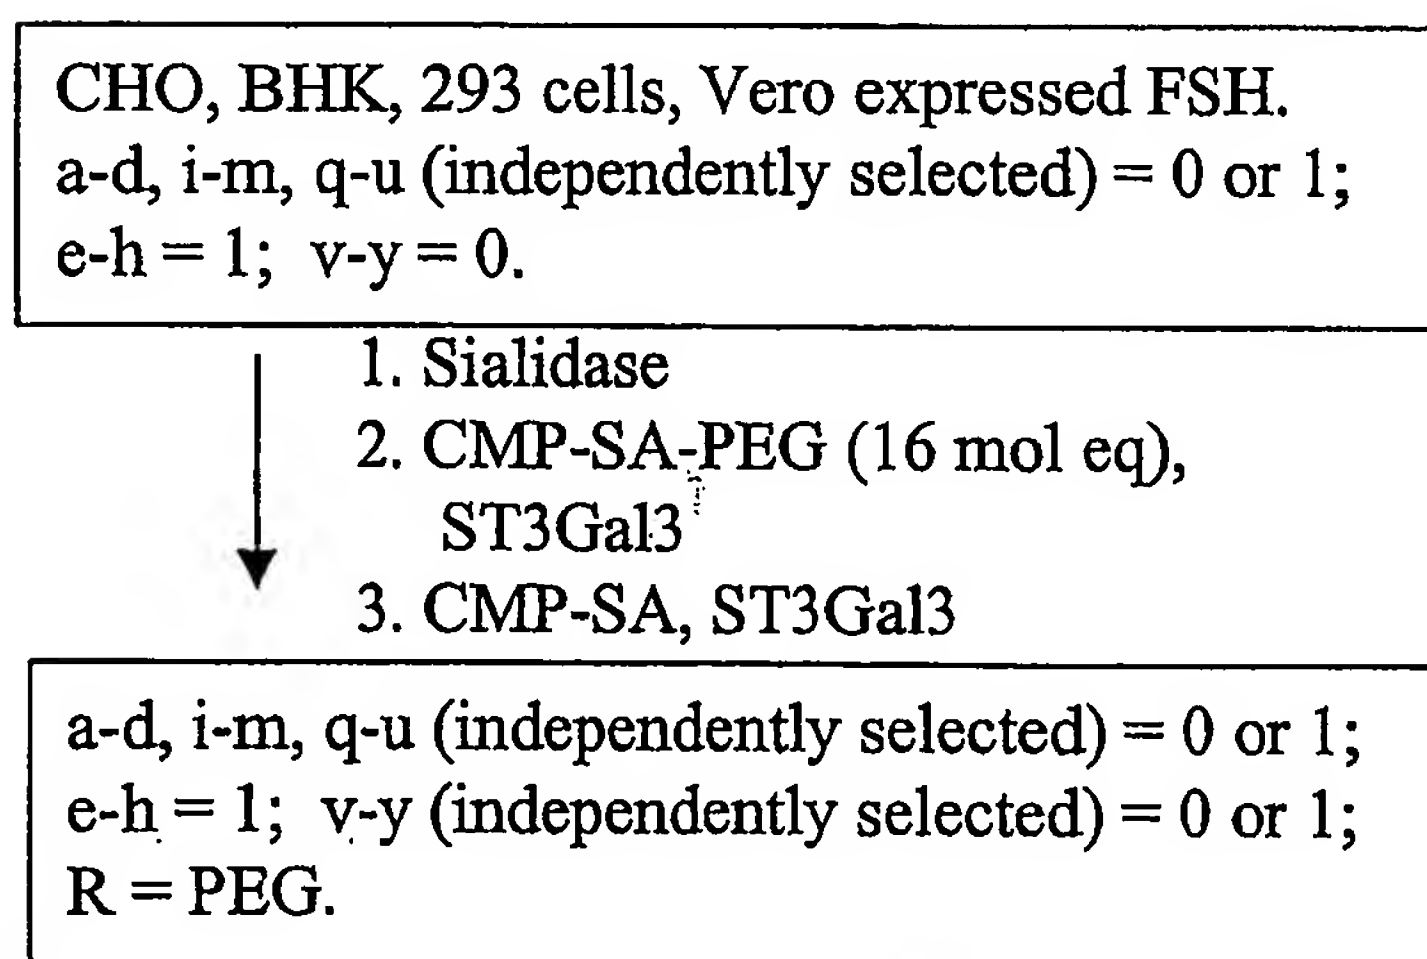 CHO, BHK, 293 cells, Vero expressed FSH.
a-d, i-m, q-u (independently selected) = 0 or 1;
e-h = 1; v-y = 0.
1. Sialidase
2. CMP-SA-PEG (16 mol eq),
ST3Gal3
3. CMP-SA, ST3Gal3
a-d, i-m, q-u (independently selected) = 0 or 1;
e-h = 1; v-y (independently selected) = 0 or 1;
R = PEG.